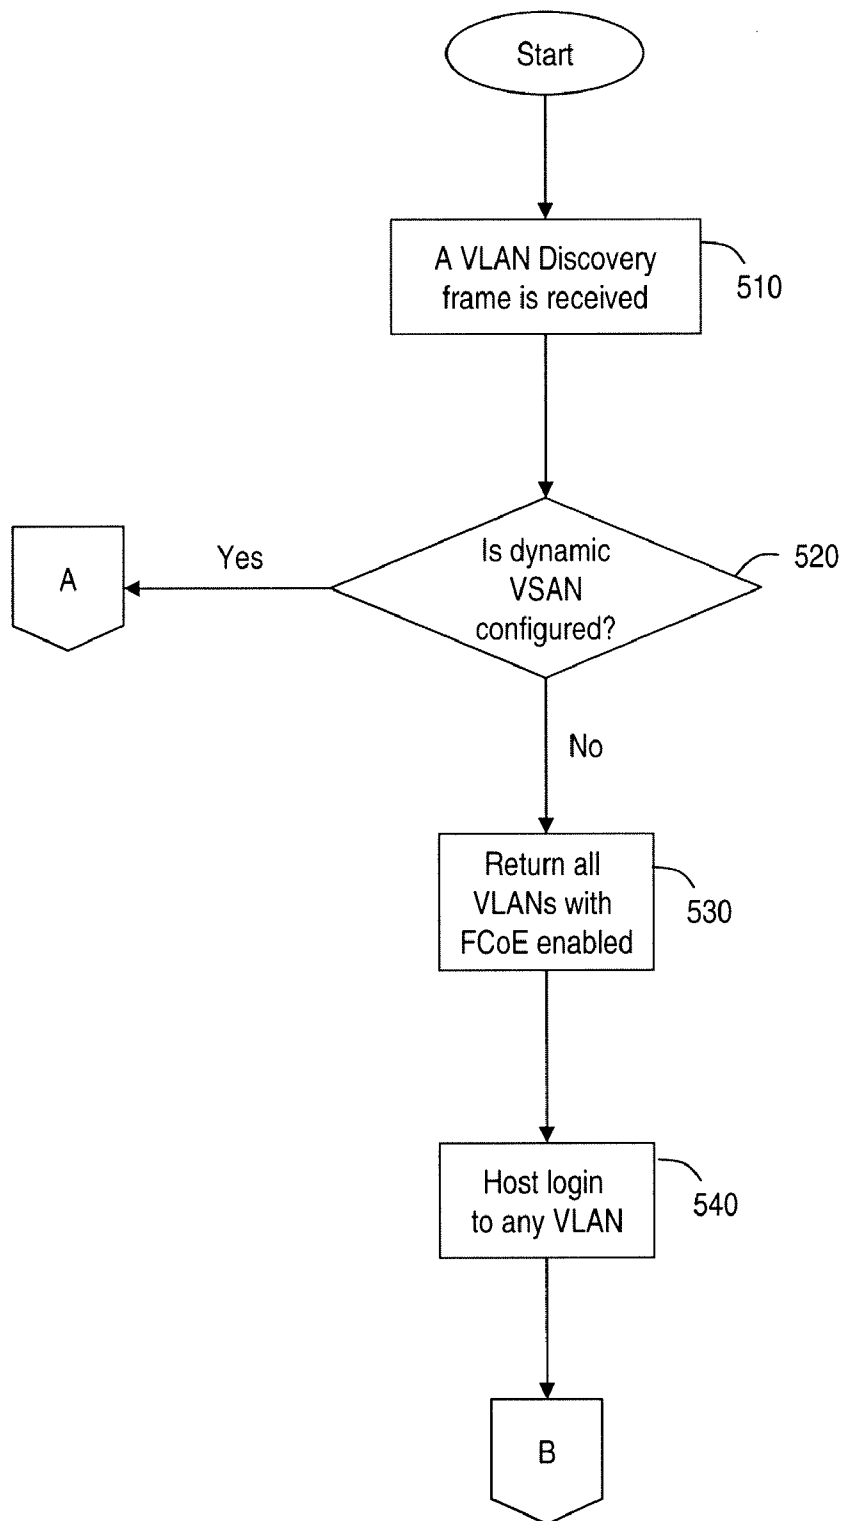 Start
A VLAN Discovery
frame is received
510
Is dynamic
VSAN
configured?
520
Yes
A
No
Return all
VLANs with
FCoE enabled
530
Host login
to any VLAN
540
B